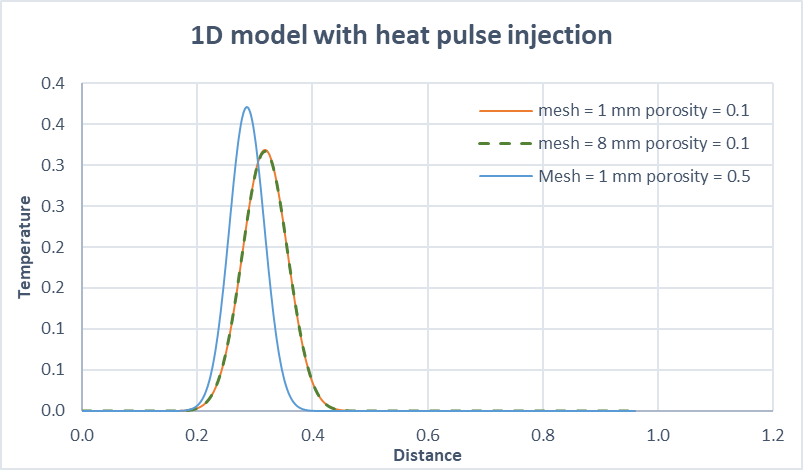 1D model with heat pulse injection
0.4
0.4
0.3
0.3
0.2
0.2
0.1
0.1
0.0
Temperature
mesh = 1 mm porosity = 0.1
mesh = 8 mm porosity = 0.1
Mesh = 1 mm porosity = 0.5
0.0 0.2 0.4 0.6 0.8 1.0 1.2
Distance